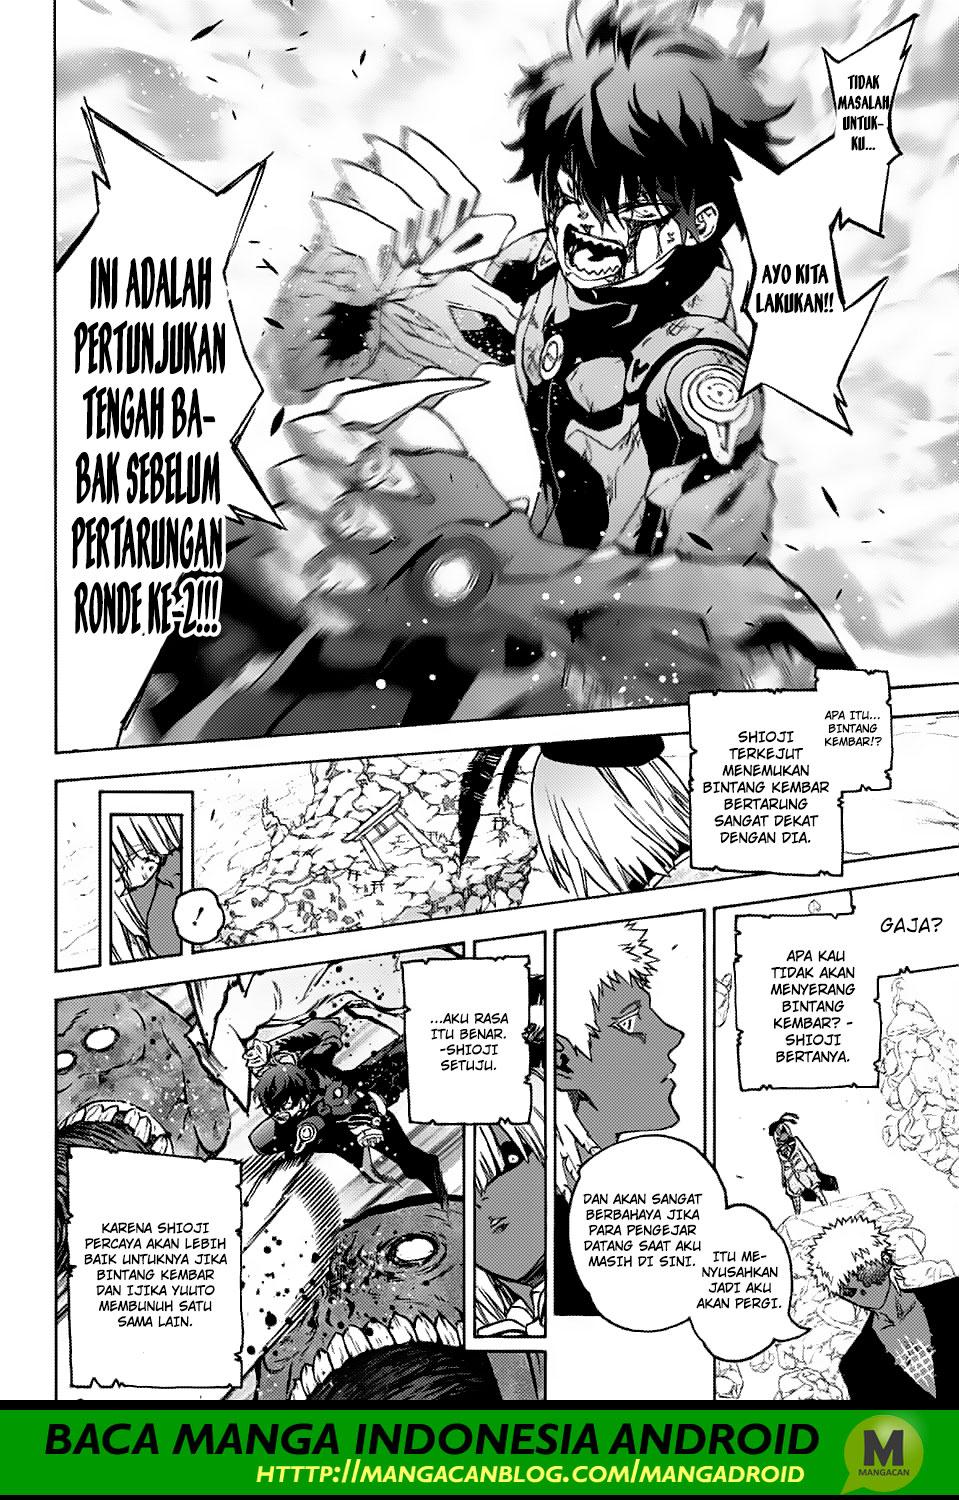 TIDAK
MASALAH
UNTUK-
KU...
AYO KITA
LAKUKAN!!
INI ADALAH
PERTUNJUKAN
TENGAH BA-
BAK SEBELUM
PERTARUNGAN
RONDE KE-2!!!
APA ITU...
BINTANG
KEMBAR!?
SHIOJI
TERKEJUT
MENEMUKAN
BINTANG KEMBAR
BERTARUNG
SANGAT DEKAT
DENGAN DIA.
GAJA?
APA KAU
TIDAK AKAN
MENYERANG
BINTANG
KEMBAR? -
SHIOJI
BERTANYA.
DAN AKAN SANGAT
BERBAHAYA JIKA
PARA PENGEJAR
DATANG SAAT AKU
MASIH DI SINI.
ITU ME-
NYUSAHKAN
JADI AKU
AKAN PERGI.
...AKU RASA
ITU BENAR.
-SHIOJI
SETUJU.
KARENA SHIOJI
PERCAYA AKAN LEBIH
BAIK UNTUKNYA JIKA
BINTANG KEMBAR
DAN IJIKA YUUTO
MEMBUNUH SATU
SAMA LAIN.
BACA MANGA INDONESIA ANDROID
HTTTP://MANGACANBLOG.COM/MANGADROID
M
MANGACAN